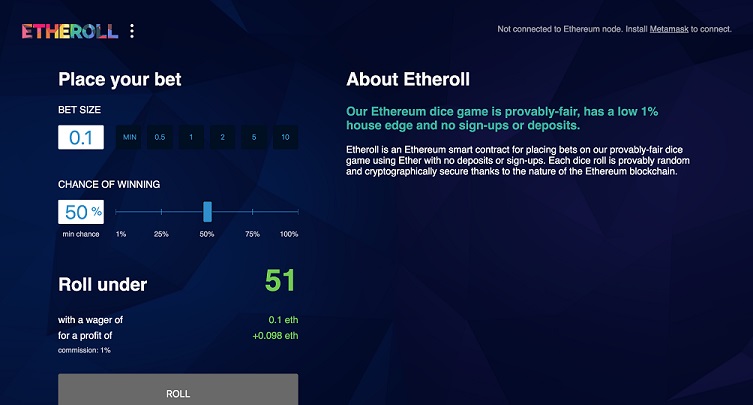 ETHEROLL
Not connected to Ethereum node. Install Metamask to connect.
Place your bet
BET SIZE
0.1 MIN 0.5 1 2 5 10
CHANCE OF WINNING
50 %
min chance 1% 25% 50% 75% 100%
Roll under 51
with a wager of 0.1 eth
for a profit of +0.098 eth
commission: 1%
ROLL
About Etheroll
Our Ethereum dice game is provably-fair, has a low 1%
house edge and no sign-ups or deposits.
Etheroll is an Ethereum smart contract for placing bets on our provably-fair dice
game using Ether with no deposits or sign-ups. Each dice roll is provably random
and cryptographically secure thanks to the nature of the Ethereum blockchain.